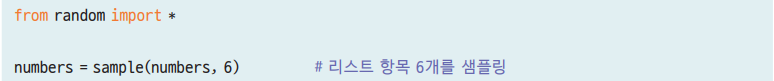 from random import *
numbers = sample(numbers, 6) # 리스트 항목 6개를 샘플링